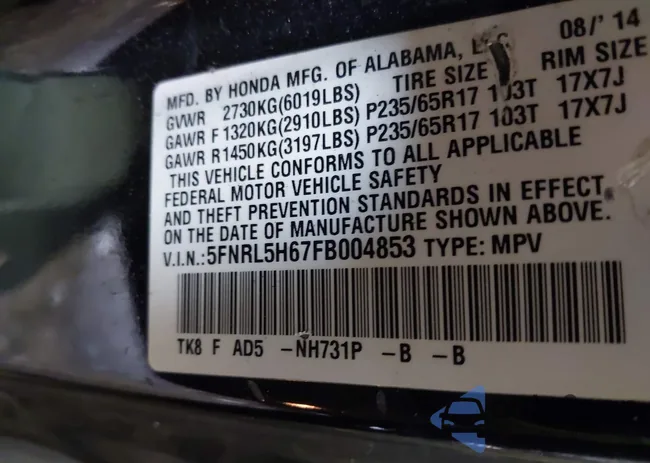 MFD. BY HONDA MFG. OF ALABAMA, LLC 08/' 14
GVWR 2730KG(6019LBS) TIRE SIZE RIM SIZE
GAWR F 1320KG(2910LBS) P235/65R17 103T 17X7J
GAWR R1450KG(3197LBS) P235/65R17 103T 17X7J
THIS VEHICLE CONFORMS TO ALL APPLICABLE
FEDERAL MOTOR VEHICLE SAFETY
AND THEFT PREVENTION STANDARDS IN EFFECT
ON THE DATE OF MANUFACTURE SHOWN ABOVE.
V.I.N.: 5FNRL5H67FB004853 TYPE: MPV
TK8 F AD5 -NH731P -B -B